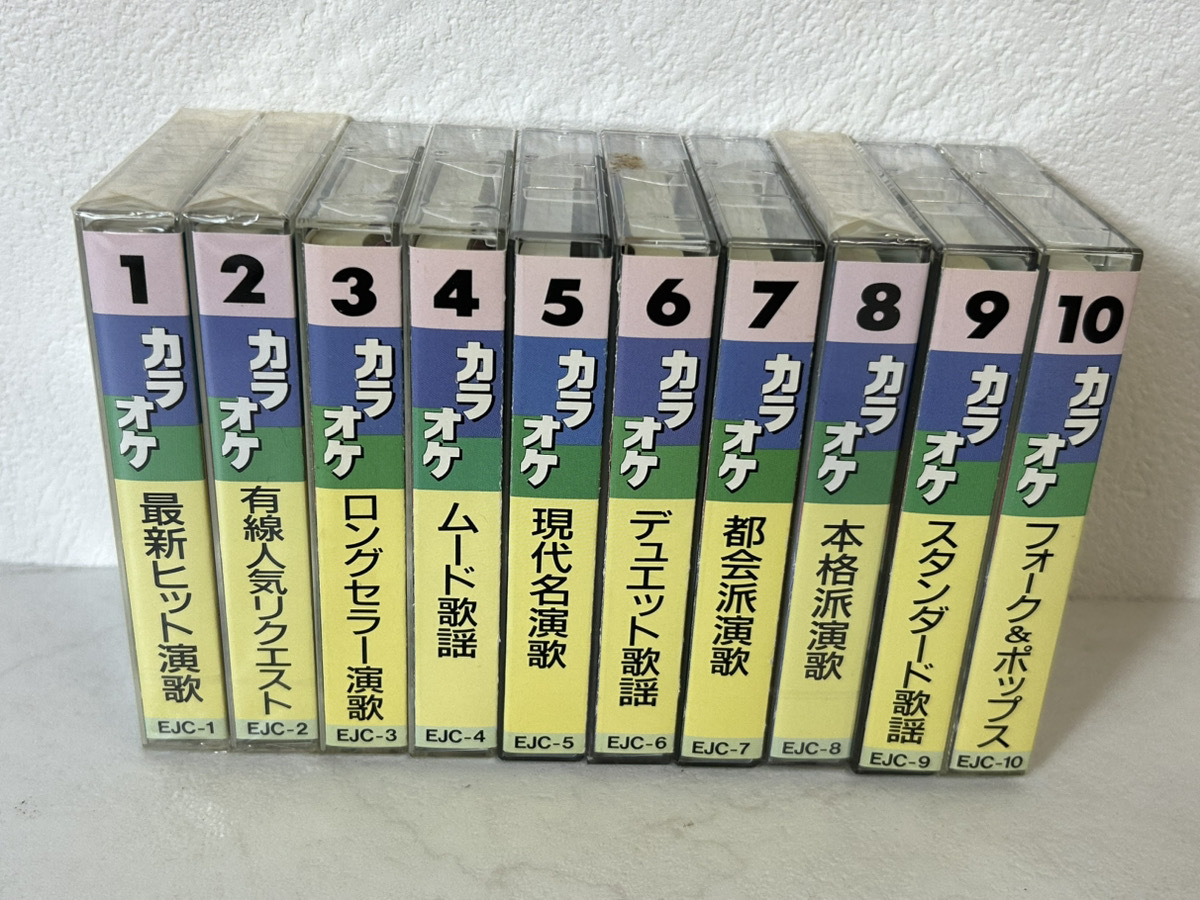 1
カラオケ
最新ヒット演歌
EJC-1
2
カラオケ
有線人気リクエスト
EJC-2
3
カラオケ
ロングセラー演歌
EJC-3
4
カラオケ
ムード歌謡
EJC-4
5
カラオケ
現代名演歌
EJC-5
6
カラオケ
デュエット歌謡
EJC-6
7
カラオケ
都会派演歌
EJC-7
8
カラオケ
本格派演歌
EJC-8
9
カラオケ
スタンダード歌謡
EJC-9
10
カラオケ
フォーク&ポップス
EJC-10